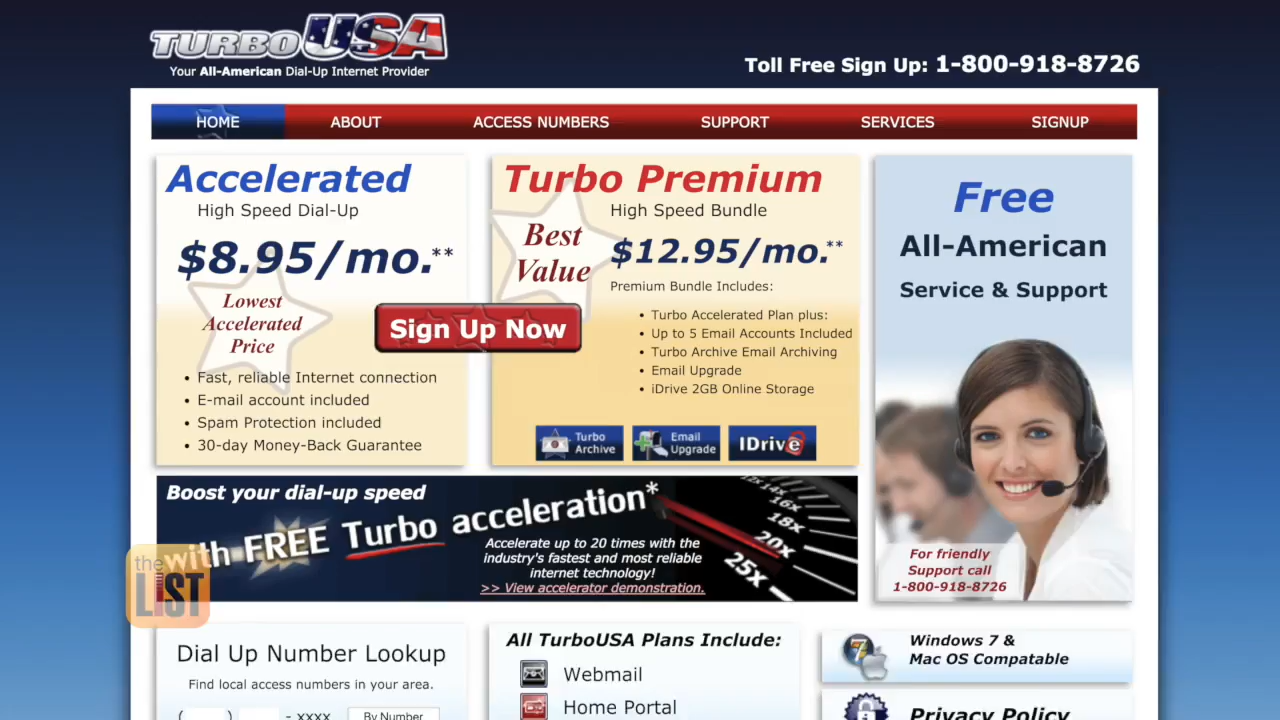 TURBO USA
Your All-American Dial-Up Internet Provider
Toll Free Sign Up: 1-800-918-8726
HOME
ABOUT
ACCESS NUMBERS
SUPPORT
SERVICES
SIGNUP
Accelerated
High Speed Dial-Up
$8.95/mo.**
Lowest
Accelerated
Price
• Fast, reliable Internet connection
• E-mail account included
• Spam Protection included
• 30-day Money-Back Guarantee
Sign Up Now
Turbo Premium
High Speed Bundle
Best
Value
$12.95/mo.**
Premium Bundle Includes:
• Turbo Accelerated Plan plus:
• Up to 5 Email Accounts Included
• Turbo Archive Email Archiving
• Email Upgrade
• iDrive 2GB Online Storage
Turbo
Archive
Email
Upgrade
IDrive
Free
All-American
Service & Support
For friendly
Support call
1-800-918-8726
Boost your dial-up speed
with FREE Turbo acceleration*
Accelerate up to 20 times with the
industry's fastest and most reliable
internet technology!
>> View accelerator demonstration.
12x
14x
16x
18x
20x
25x
the
LIST
Dial Up Number Lookup
Find local access numbers in your area.
( ) - xxxx
By Number
All TurboUSA Plans Include:
Webmail
Home Portal
Windows 7 &
Mac OS Compatable
Privacy Policy